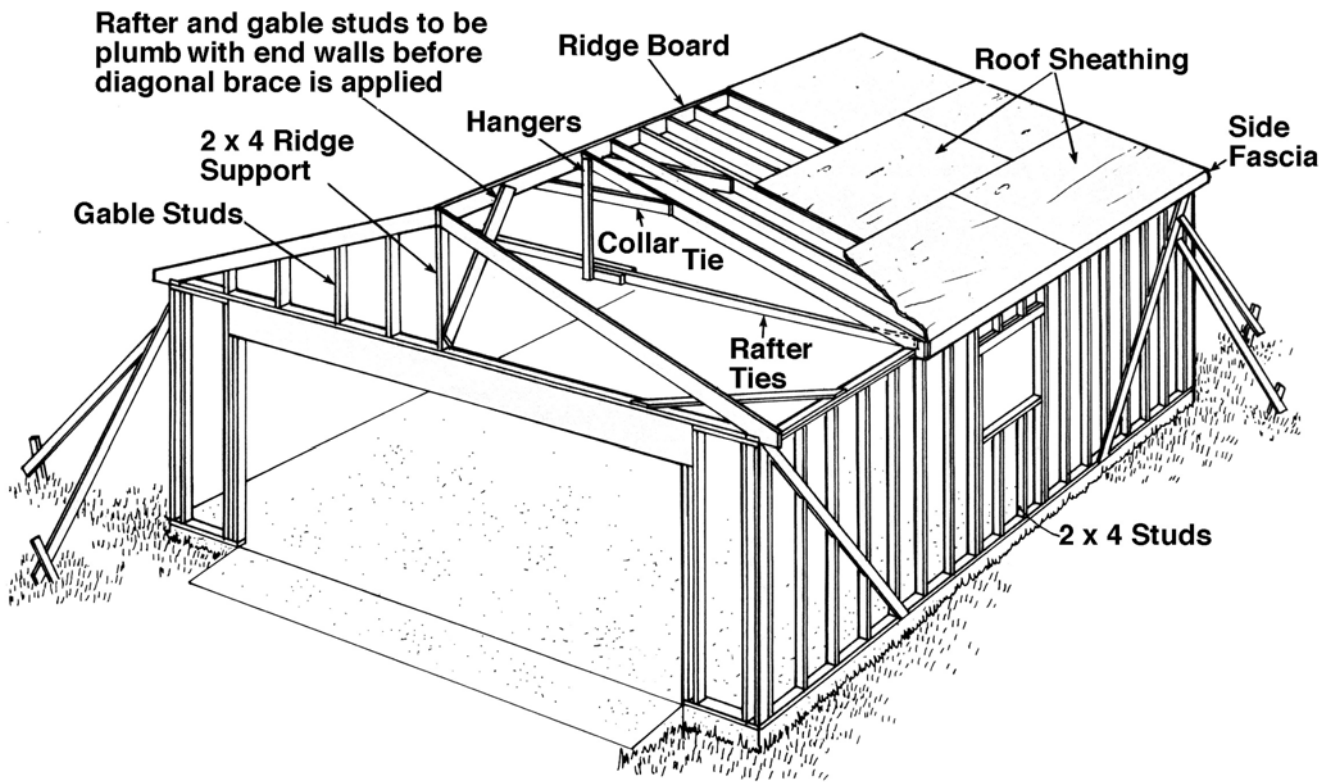 Rafter and gable studs to be
plumb with end walls before
diagonal brace is applied
Ridge Board
Roof Sheathing
Hangers
2 x 4 Ridge
Support
Side
Fascia
Gable Studs
Collar Tie
Rafter
Ties
2 x 4 Studs